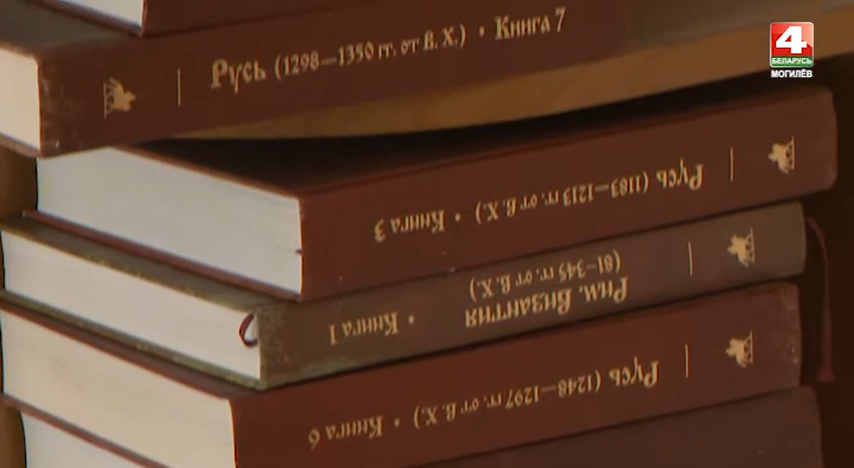 4
БЕЛАРУСЬ
МОГИЛЁВ
Русь (1298—1350 гг. от В. Х.) • Книга 7
Русь (1183—1213 гг. от В. Х.) • Книга 3
Рим. Византия
(81—345 гг. от В. Х.)
• Книга 1
Русь (1248—1297 гг. от В. Х.) • Книга 6